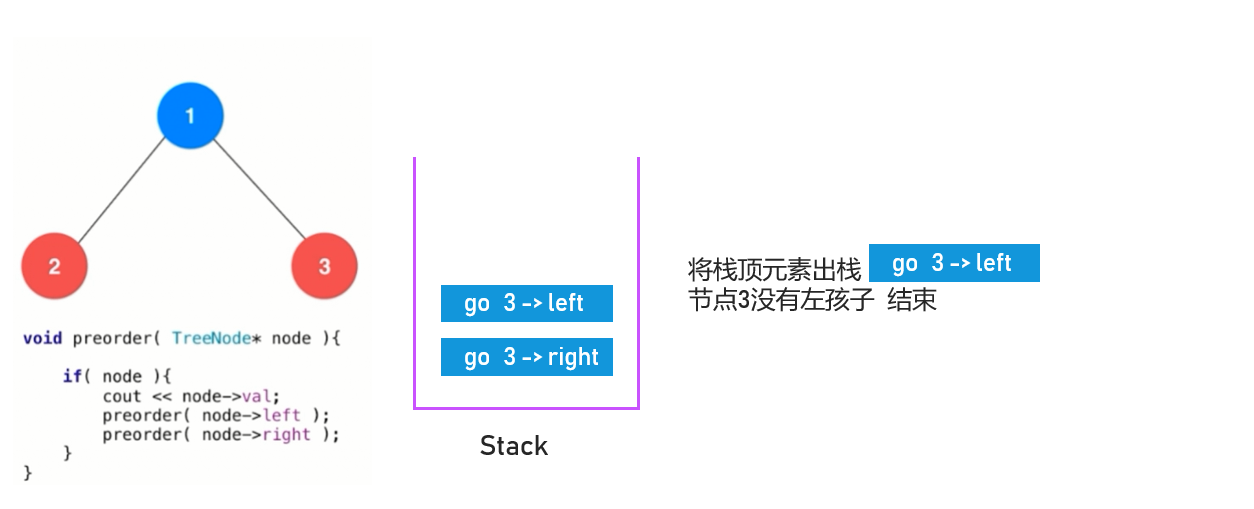 1
2
3
void preorder( TreeNode* node ){
if( node ){
cout << node->val;
preorder( node->left );
preorder( node->right );
}
}
go 3 -> left
go 3 -> right
Stack
将栈顶元素出栈 go 3 -> left
节点3没有左孩子 结束